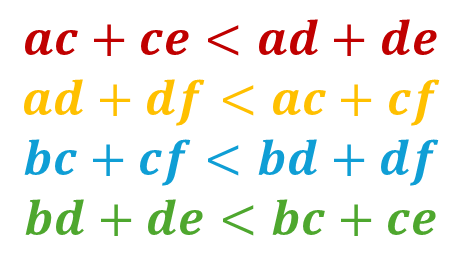 ac + ce < ad + de
ad + df < ac + cf
bc + cf < bd + df
bd + de < bc + ce